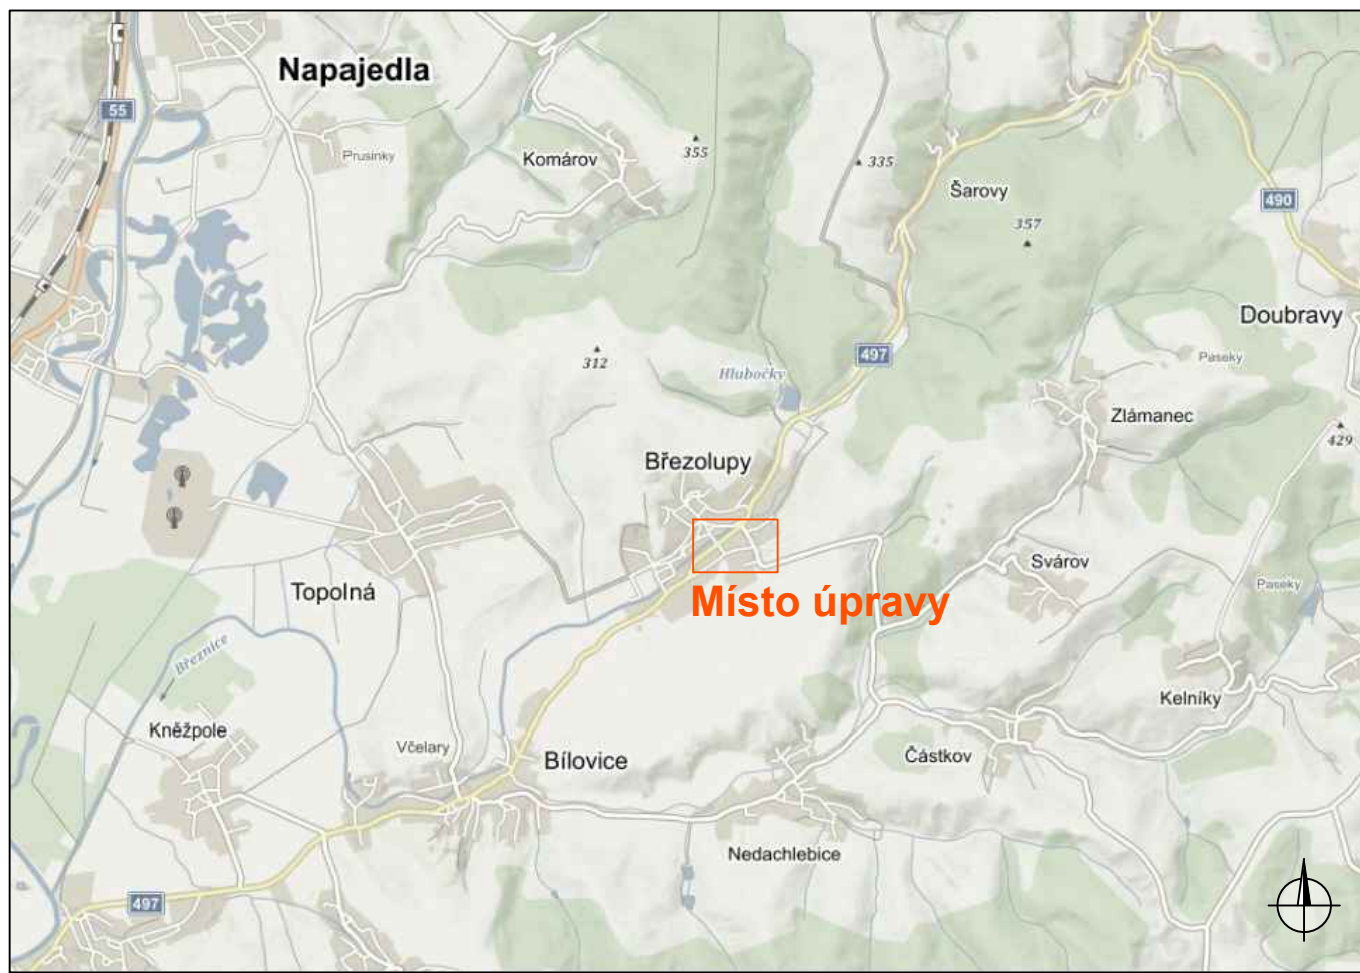 Napajedla
55
Prusinky
Komárov
355
335
Šarovy
490
357
Doubravy
497
312
Hlubočky
Paseky
Zlámanec
429
Březolupy
Svárov
Topolná
Místo úpravy
Paseky
Březnice
Kelníky
Kněžpole
Včelary
Bílovice
Částkov
Nedachlebice
497